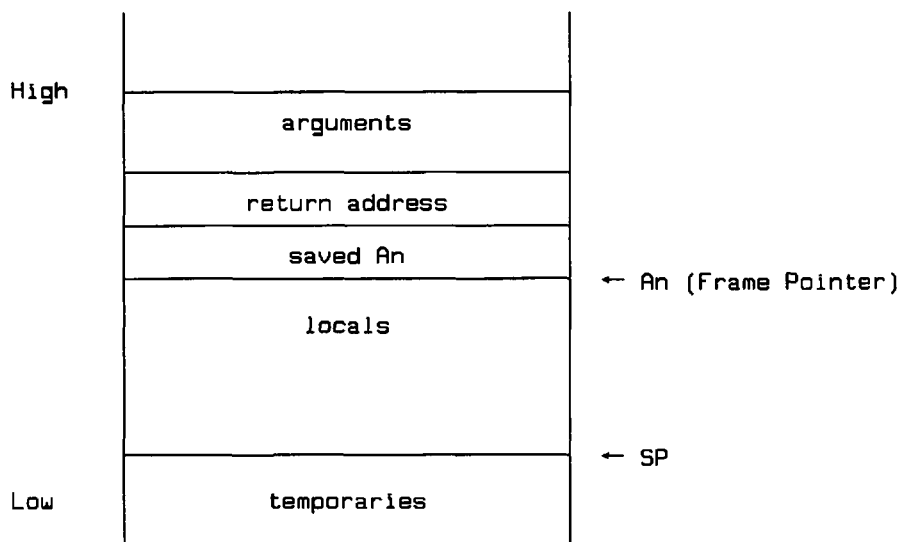 High
arguments
return address
saved An
← An (Frame Pointer)
locals
← SP
Low
temporaries